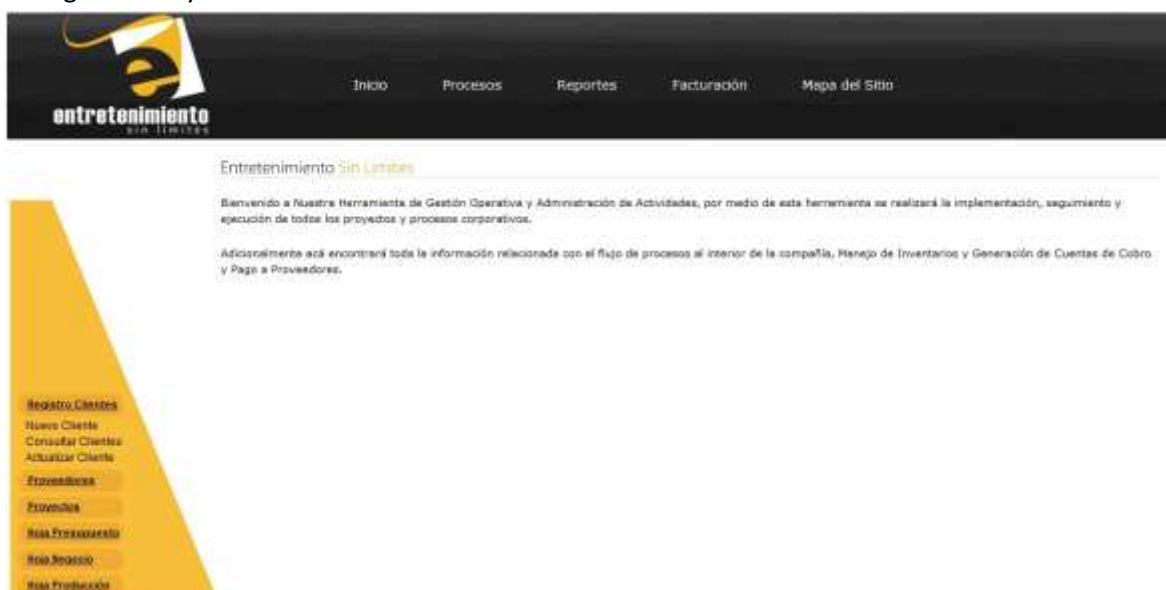 entretenimiento
sin limites
Inicio Procesos Reportes Facturación Mapa del Sitio
Entretenimiento Sin Limites
Bienvenido a Nuestra Herramienta de Gestión Operativa y Administración de Actividades, por medio de esta herramienta se realizará la implementación, seguimiento y
ejecución de todos los proyectos y procesos corporativos.
Adicionalmente acá encontrará toda la información relacionada con el flujo de procesos al interior de la compañía, Manejo de Inventarios y Generación de Cuentas de Cobro
y Pago a Proveedores.
Registro Clientes
Nuevo Cliente
Consultar Clientes
Actualizar Cliente
Proveedores
Proyectos
Hoja Presupuesto
Hoja Negocio
Hoja Producción